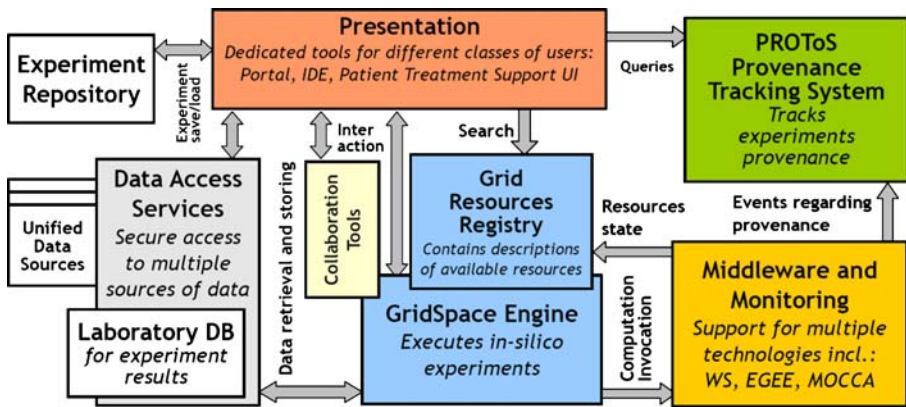 Presentation
Dedicated tools for different classes of users:
Portal, IDE, Patient Treatment Support UI
Experiment
Repository
Experiment
save/load
Queries
PROToS
Provenance
Tracking System
Tracks
experiments
provenance
Inter
action
Search
Data Access
Services
Secure access
to multiple
sources of data
Unified
Data
Sources
Laboratory DB
for experiment
results
Data retrieval and storing
Collaboration
Tools
Grid
Resources
Registry
Contains descriptions
of available resources
Resources
state
Events regarding
provenance
GridSpace Engine
Executes in-silico
experiments
Computation
Invocation
Middleware and
Monitoring
Support for multiple
technologies incl.:
WS, EGEE, MOCCA